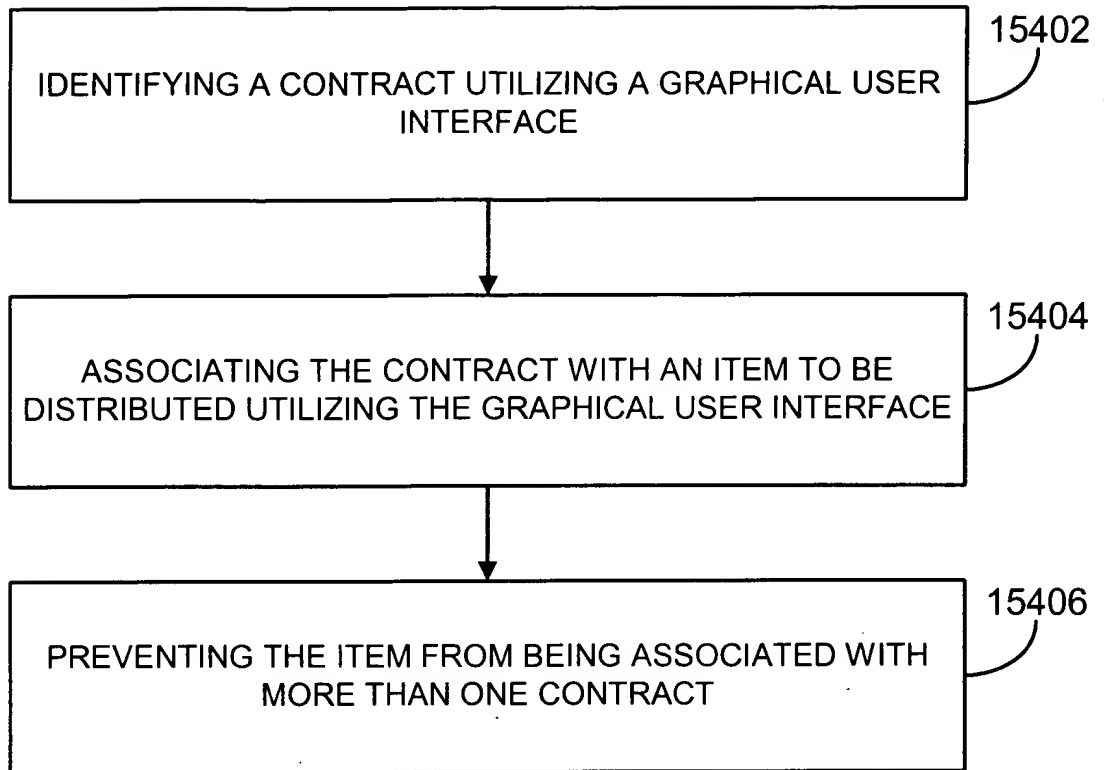 15402
IDENTIFYING A CONTRACT UTILIZING A GRAPHICAL USER
INTERFACE
15404
ASSOCIATING THE CONTRACT WITH AN ITEM TO BE
DISTRIBUTED UTILIZING THE GRAPHICAL USER INTERFACE
15406
PREVENTING THE ITEM FROM BEING ASSOCIATED WITH
MORE THAN ONE CONTRACT